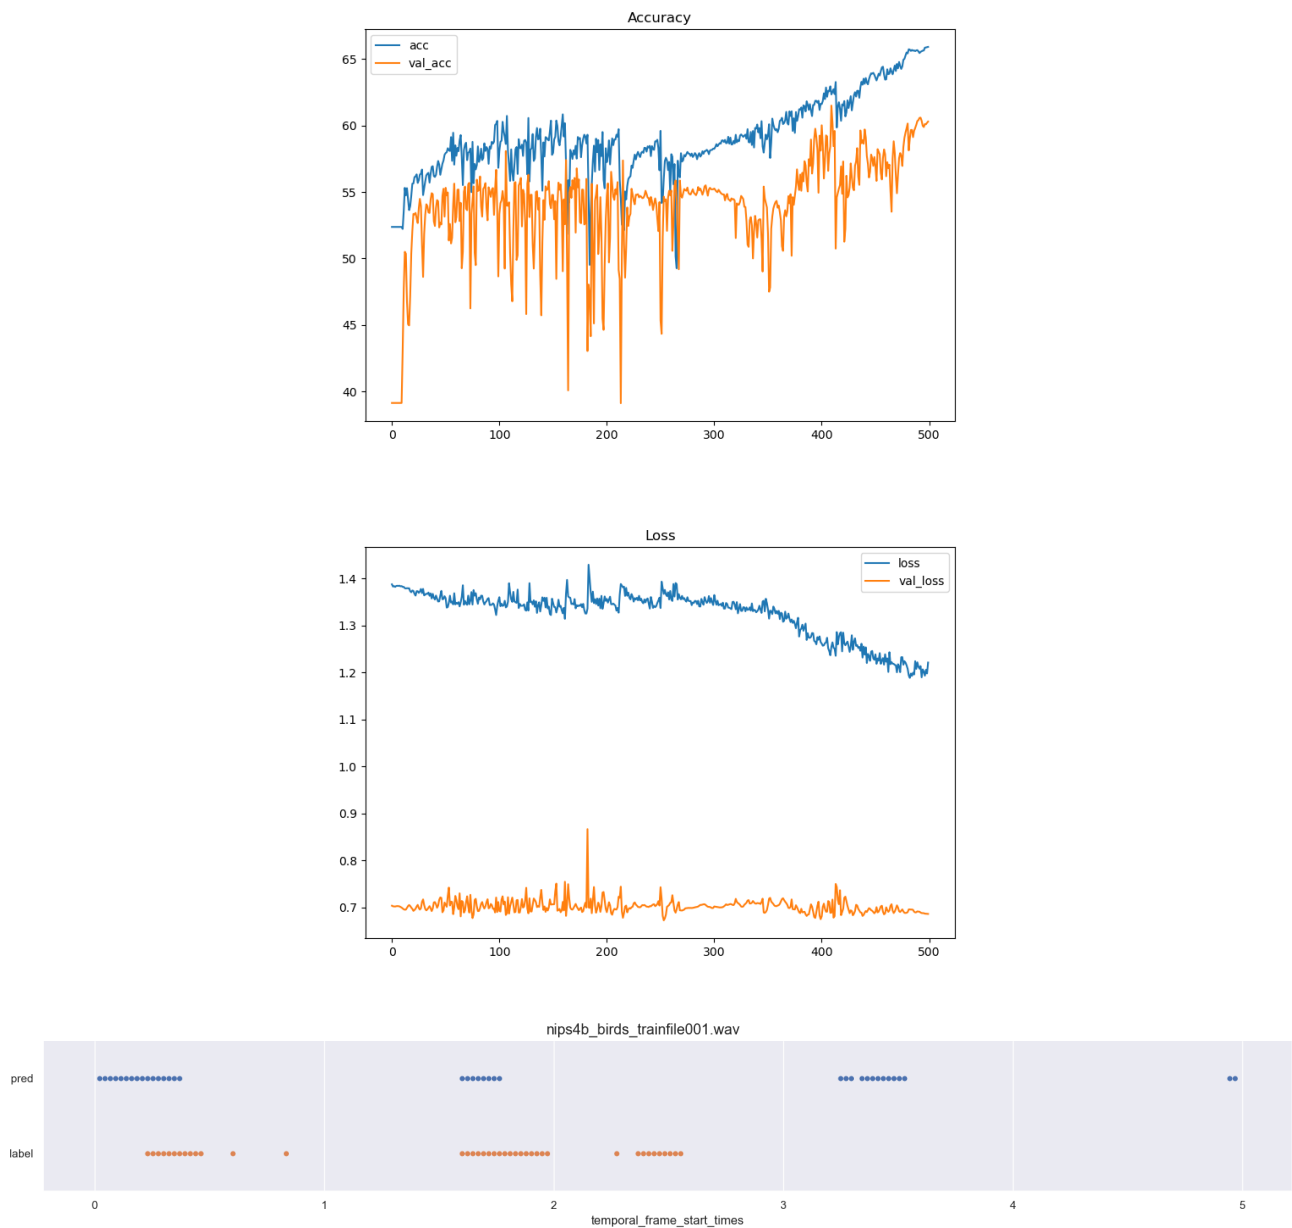 Accuracy
acc
val_acc
65
60
55
50
45
40
0 100 200 300 400 500
Loss
loss
val_loss
1.4
1.3
1.2
1.1
1.0
0.9
0.8
0.7
0 100 200 300 400 500
nips4b_birds_trainfile001.wav
pred
label
0 1 2 3 4 5
temporal_frame_start_times